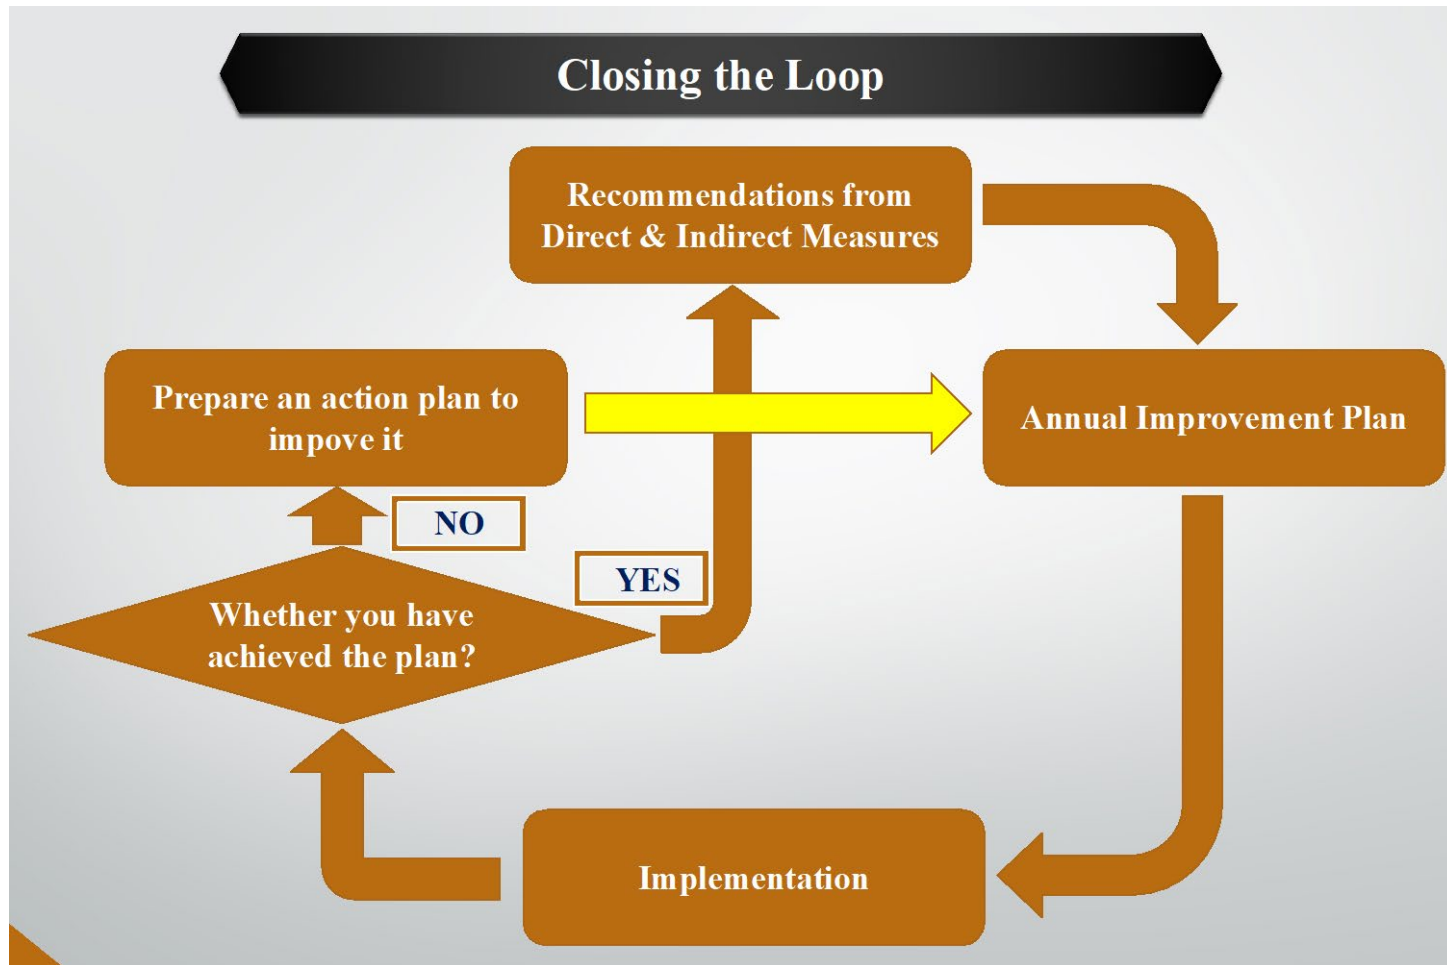 Closing the Loop
Recommendations from
Direct & Indirect Measures
Prepare an action plan to
impove it
Annual Improvement Plan
NO
YES
Whether you have
achieved the plan?
Implementation